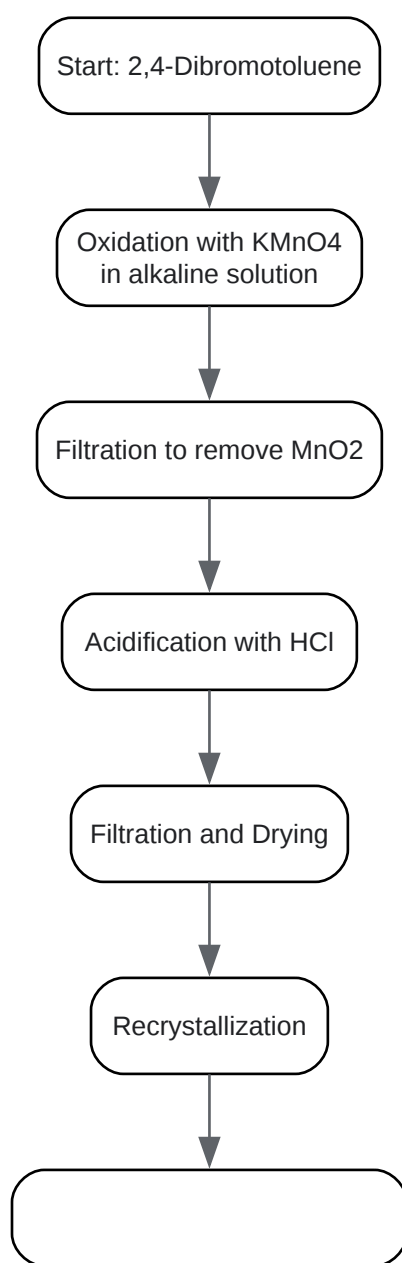 Start: 2,4-Dibromotoluene
Oxidation with KMnO4
in alkaline solution
Filtration to remove MnO2
Acidification with HCl
Filtration and Drying
Recrystallization